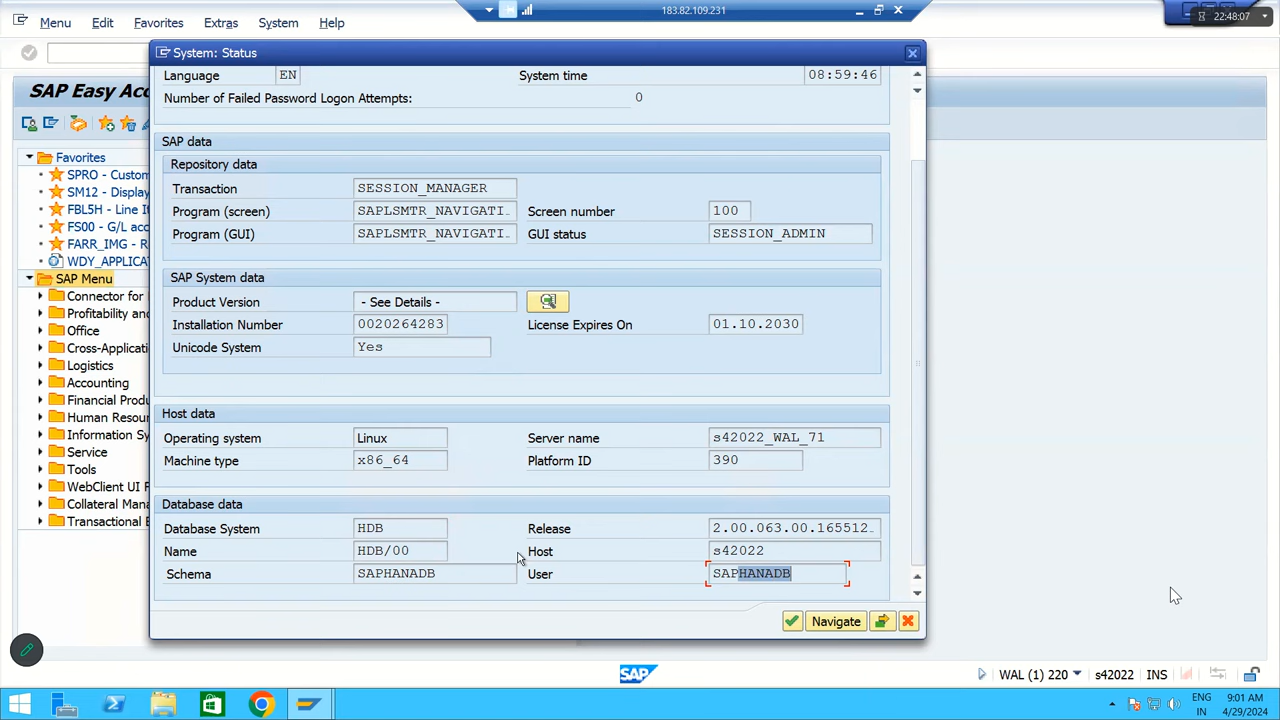 Menu Edit Favorites Extras System Help
183.82.109.231
22:48:07
System: Status
SAP Easy Acc
Language EN System time 08:59:46
Number of Failed Password Logon Attempts: 0
SAP data
Repository data
Transaction SESSION_MANAGER
Program (screen) SAPLSMTR_NAVIGATI. Screen number 100
Program (GUI) SAPLSMTR_NAVIGATI. GUI status SESSION_ADMIN
SAP System data
Product Version - See Details -
Installation Number 0020264283 License Expires On 01.10.2030
Unicode System Yes
Host data
Operating system Linux Server name s42022_WAL_71
Machine type x86_64 Platform ID 390
Database data
Database System HDB Release 2.00.063.00.165512.
Name HDB/00 Host s42022
Schema SAPHANADB User SAPHANADB
Navigate
Favorites
SPRO - Custom
SM12 - Display
FBL5H - Line It
FS00 - G/L acc
FARR_IMG - R
WDY_APPLICA
SAP Menu
Connector for
Profitability an
Office
Cross-Applicati
Logistics
Accounting
Financial Produ
Human Resour
Information Sy
Service
Tools
WebClient UI F
Collateral Man
Transactional B
SAP
WAL (1) 220 s42022 INS
ENG 9:01 AM
IN 4/29/2024